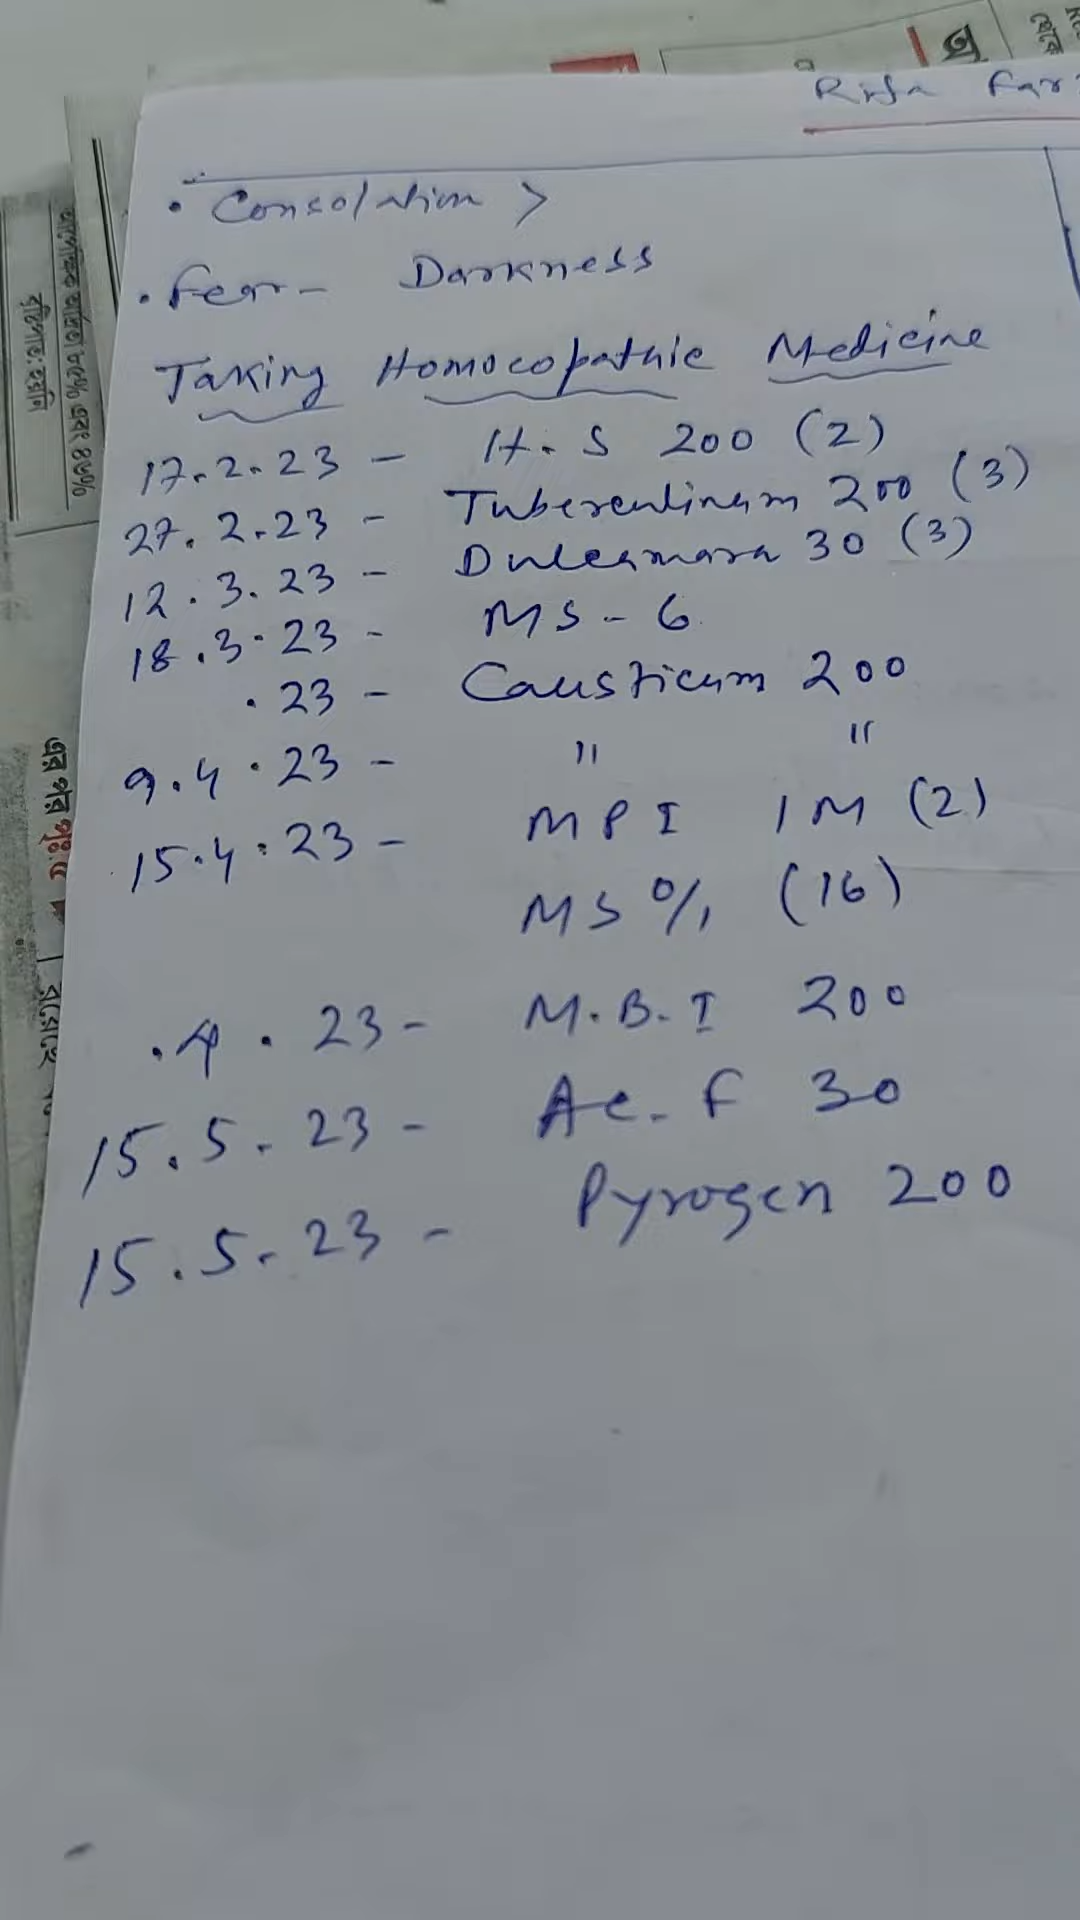 Consolation >
Fear - Darkness
Taking Homoeopathic Medicine
17.2.23 - H.S 200 (2)
27.2.23 - Tuberculinum 200 (3)
12.3.23 - Dulcamara 30 (3)
18.3.23 - MS - 6
.23 - Causticum 200
9.4.23 - " "
15.4.23 - MPI 1M (2)
MS % (16)
.4.23 - M.B.I 200
15.5.23 - Ac. F 30
15.5.23 - Pyrogen 200